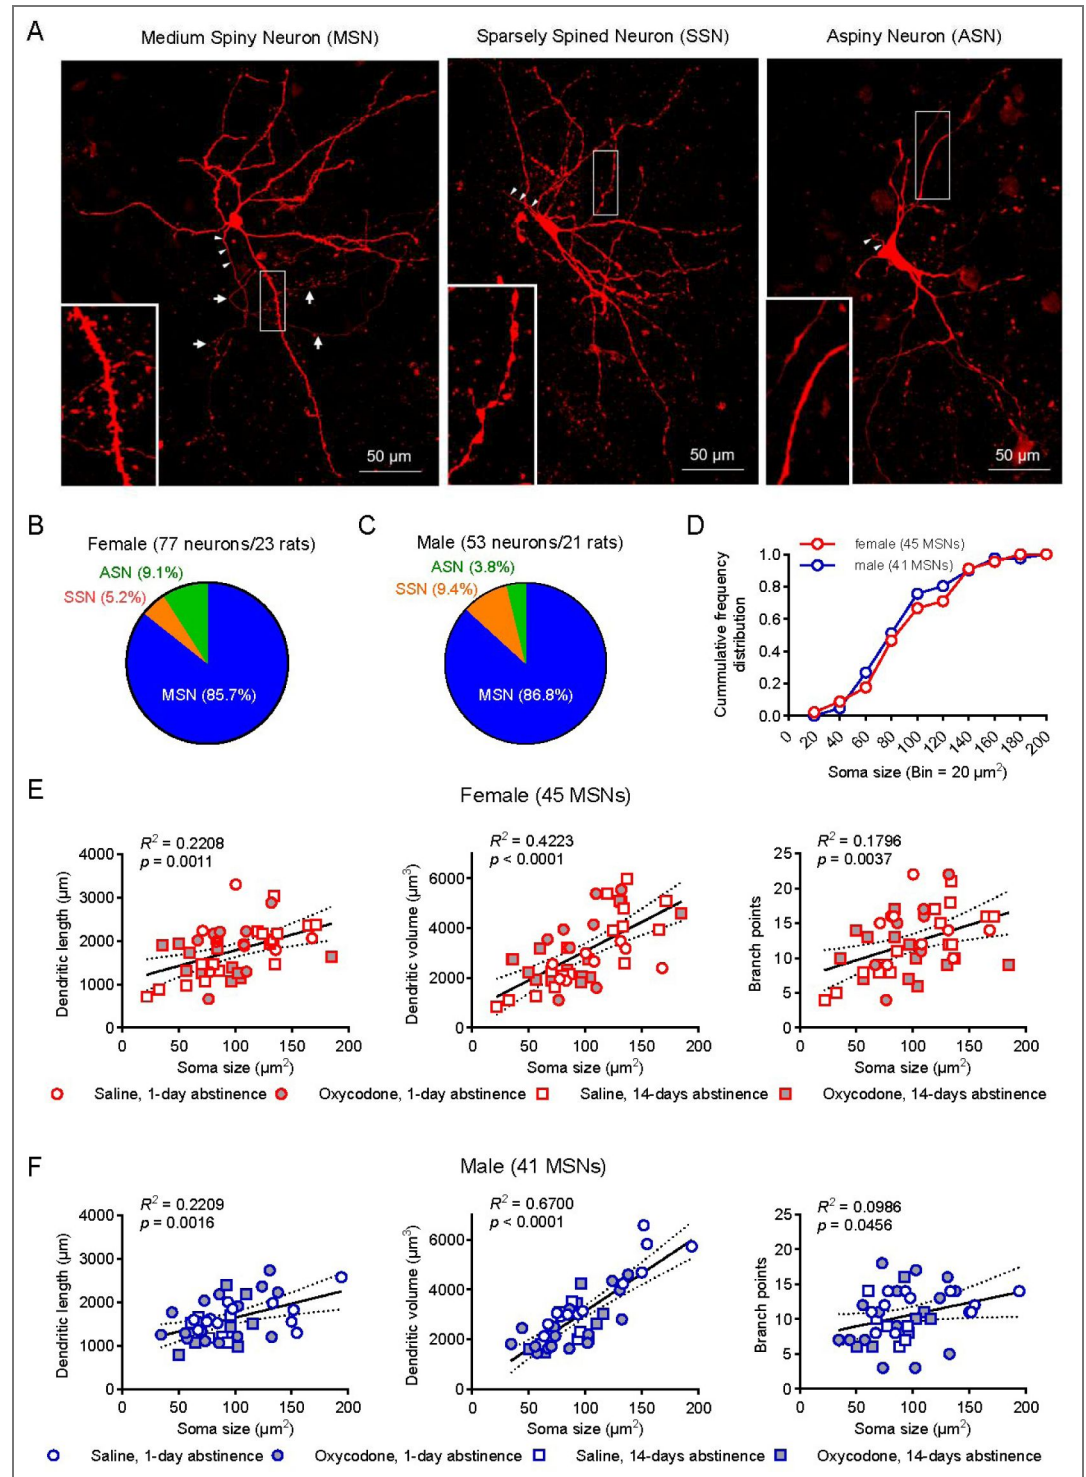 A
Medium Spiny Neuron (MSN)
Sparsely Spined Neuron (SSN)
Aspiny Neuron (ASN)
50 µm
50 µm
50 µm
B
Female (77 neurons/23 rats)
ASN (9.1%)
SSN (5.2%)
MSN (85.7%)
C
Male (53 neurons/21 rats)
ASN (3.8%)
SSN (9.4%)
MSN (86.8%)
D
female (45 MSNs)
male (41 MSNs)
Cummulative frequency
distribution
1.0
0.8
0.6
0.4
0.2
0.0
0 20 40 60 80 100 120 140 160 180 200
Soma size (Bin = 20 µm²)
E
Female (45 MSNs)
R² = 0.2208
p = 0.0011
Dendritic length (µm)
4000
3000
2000
1000
0
0 50 100 150 200
Soma size (µm²)
R² = 0.4223
p < 0.0001
Dendritic volume (µm³)
6000
4000
2000
0
0 50 100 150 200
Soma size (µm²)
R² = 0.1796
p = 0.0037
Branch points
25
20
15
10
5
0
0 50 100 150 200
Soma size (µm²)
Saline, 1-day abstinence Oxycodone, 1-day abstinence Saline, 14-days abstinence Oxycodone, 14-days abstinence
F
Male (41 MSNs)
R² = 0.2209
p = 0.0016
Dendritic length (µm)
4000
3000
2000
1000
0
0 50 100 150 200
Soma size (µm²)
R² = 0.6700
p < 0.0001
Dendritic volume (µm³)
6000
4000
2000
0
0 50 100 150 200
Soma size (µm²)
R² = 0.0986
p = 0.0456
Branch points
25
20
15
10
5
0
0 50 100 150 200
Soma size (µm²)
Saline, 1-day abstinence Oxycodone, 1-day abstinence Saline, 14-days abstinence Oxycodone, 14-days abstinence